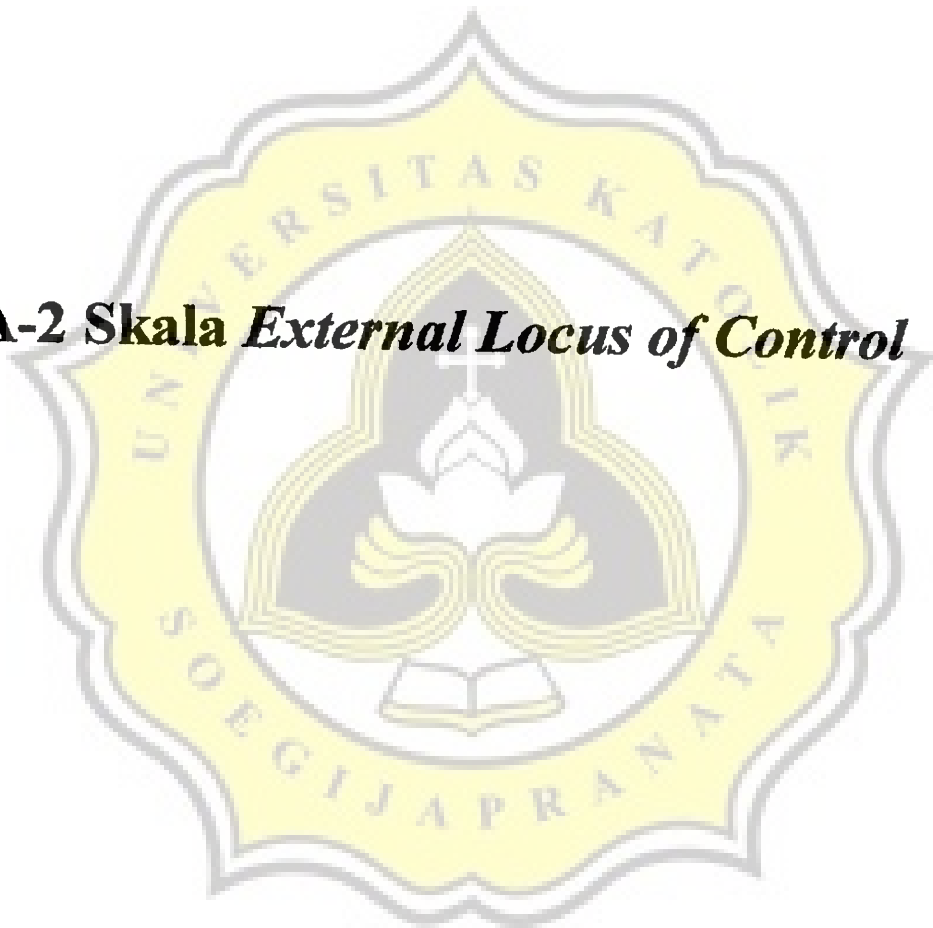 A-2 Skala External Locus of Control
UNIVERSITAS KATOLIK
SOEGIJAPRANATA